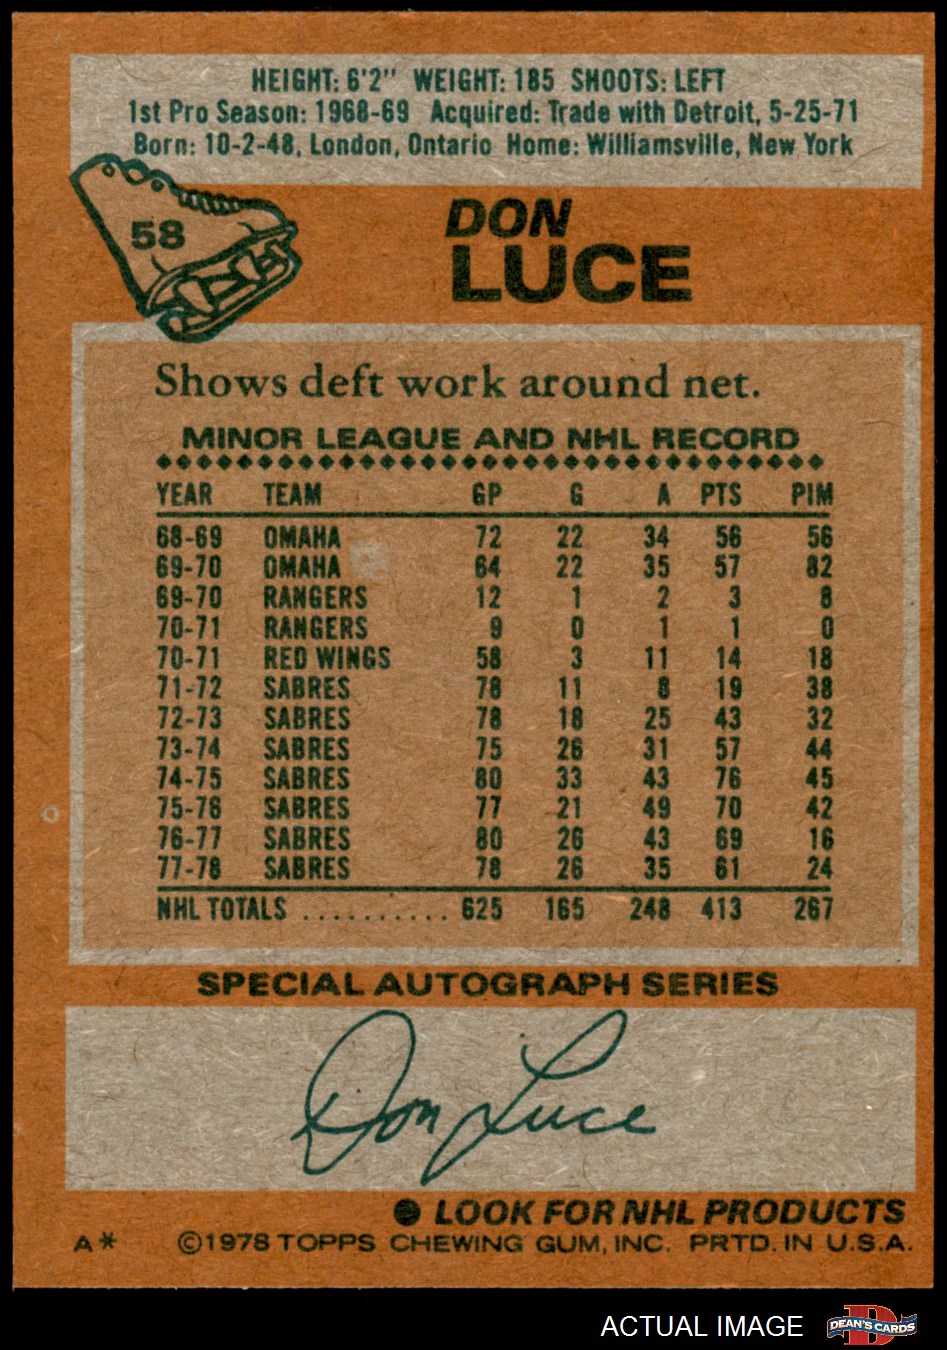 HEIGHT: 6'2" WEIGHT: 185 SHOOTS: LEFT
1st Pro Season: 1968-69 Acquired: Trade with Detroit, 5-25-71
Born: 10-2-48, London, Ontario Home: Williamsville, New York
58
DON
LUCE
Shows deft work around net.
MINOR LEAGUE AND NHL RECORD
YEAR TEAM GP G A PTS PIM
68-69 OMAHA 72 22 34 56 56
69-70 OMAHA 64 22 35 57 82
69-70 RANGERS 12 1 2 3 8
70-71 RANGERS 9 0 1 1 0
70-71 RED WINGS 58 3 11 14 18
71-72 SABRES 78 11 8 19 38
72-73 SABRES 78 18 25 43 32
73-74 SABRES 75 26 31 57 44
74-75 SABRES 80 33 43 76 45
75-76 SABRES 77 21 49 70 42
76-77 SABRES 80 26 43 69 16
77-78 SABRES 78 26 35 61 24
NHL TOTALS .......... 625 165 248 413 267
SPECIAL AUTOGRAPH SERIES
Don Luce
● LOOK FOR NHL PRODUCTS
A* ©1978 TOPPS CHEWING GUM, INC. PRTD. IN U.S.A.
ACTUAL IMAGE
DEAN'S CARDS